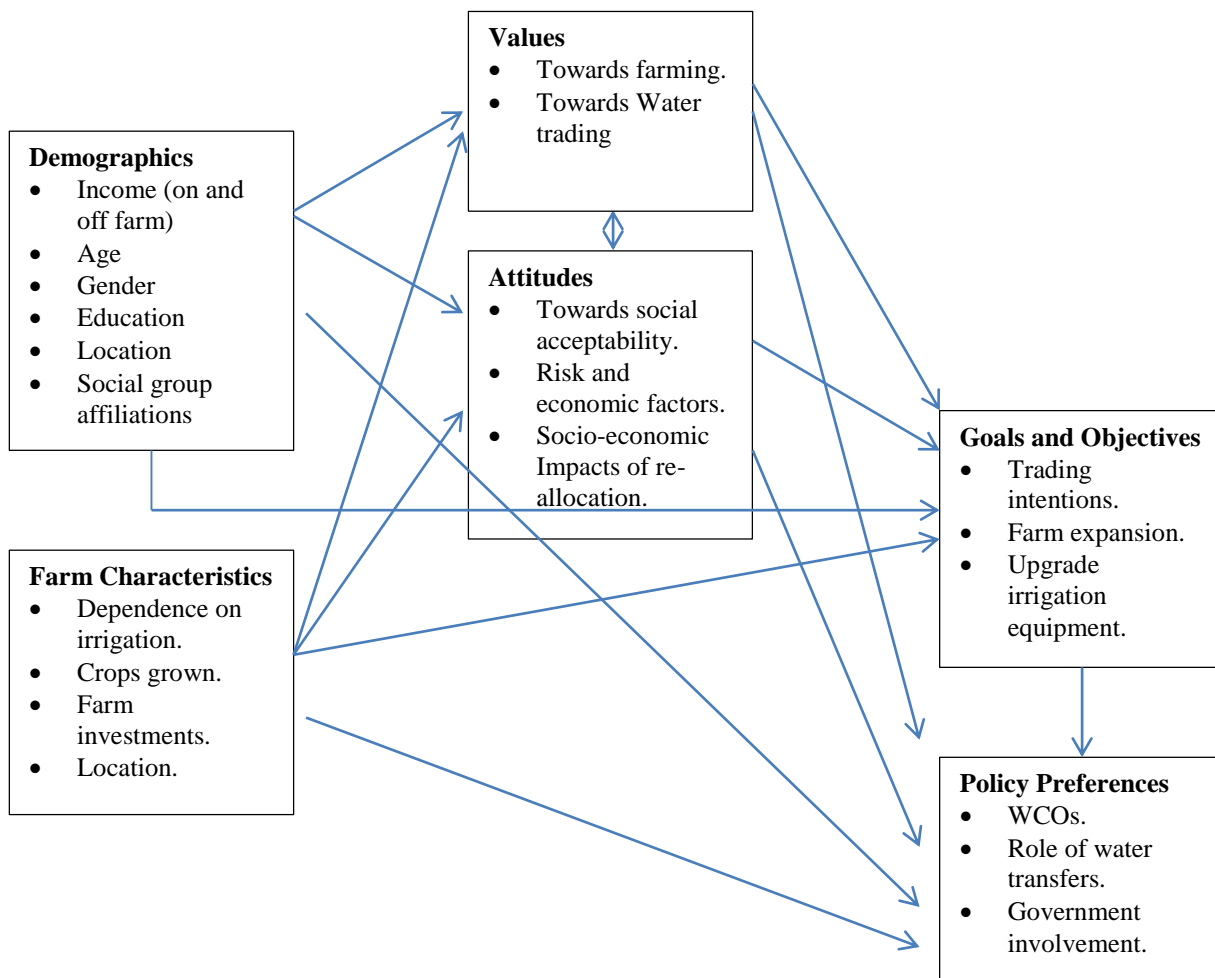 Values
• Towards farming.
• Towards Water
trading
Demographics
• Income (on and
off farm)
• Age
• Gender
• Education
• Location
• Social group
affiliations
Attitudes
• Towards social
acceptability.
• Risk and
economic factors.
• Socio-economic
Impacts of re-
allocation.
Farm Characteristics
• Dependence on
irrigation.
• Crops grown.
• Farm
investments.
• Location.
Goals and Objectives
• Trading
intentions.
• Farm expansion.
• Upgrade
irrigation
equipment.
Policy Preferences
• WCOs.
• Role of water
transfers.
• Government
involvement.